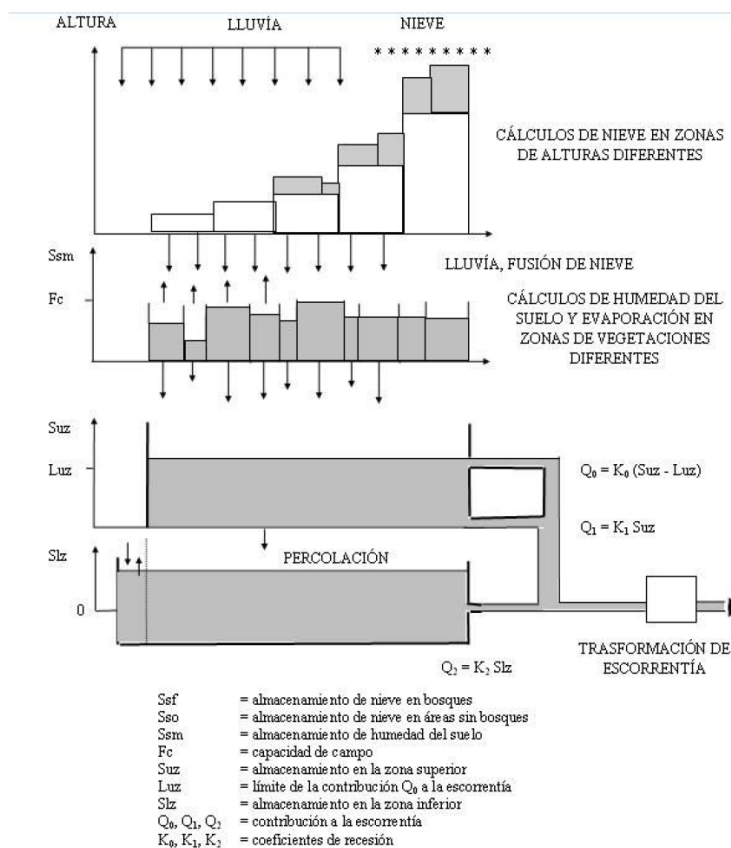 ALTURA LLUVÍA NIEVE
* * * * * * * * *
CÁLCULOS DE NIEVE EN ZONAS
DE ALTURAS DIFERENTES
Ssm
LLUVÍA, FUSIÓN DE NIEVE
Fc
CÁLCULOS DE HUMEDAD DEL
SUELO Y EVAPORACIÓN EN
ZONAS DE VEGETACIONES
DIFERENTES
Suz
Luz
Q₀ = K₀ (Suz - Luz)
Q₁ = K₁ Suz
Slz
PERCOLACIÓN
0
TRASFORMACIÓN DE
ESCORRENTÍA
Q₂ = K₂ Slz
Ssf = almacenamiento de nieve en bosques
Sso = almacenamiento de nieve en áreas sin bosques
Ssm = almacenamiento de humedad del suelo
Fc = capacidad de campo
Suz = almacenamiento en la zona superior
Luz = límite de la contribución Q₀ a la escorrentía
Slz = almacenamiento en la zona inferior
Q₀, Q₁, Q₂ = contribución a la escorrentía
K₀, K₁, K₂ = coeficientes de recesión